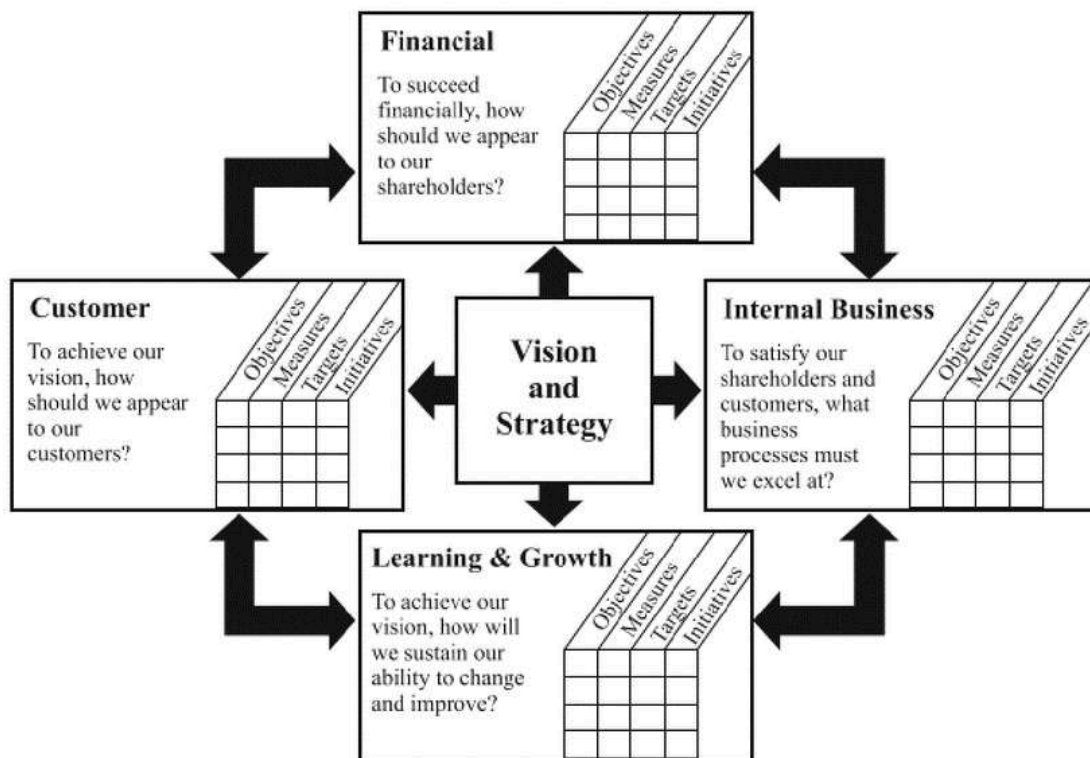 Financial
To succeed
financially, how
should we appear
to our
shareholders?
Objectives
Measures
Targets
Initiatives
Customer
To achieve our
vision, how
should we appear
to our
customers?
Objectives
Measures
Targets
Initiatives
Vision
and
Strategy
Internal Business
To satisfy our
shareholders and
customers, what
business
processes must
we excel at?
Objectives
Measures
Targets
Initiatives
Learning & Growth
To achieve our
vision, how will
we sustain our
ability to change
and improve?
Objectives
Measures
Targets
Initiatives